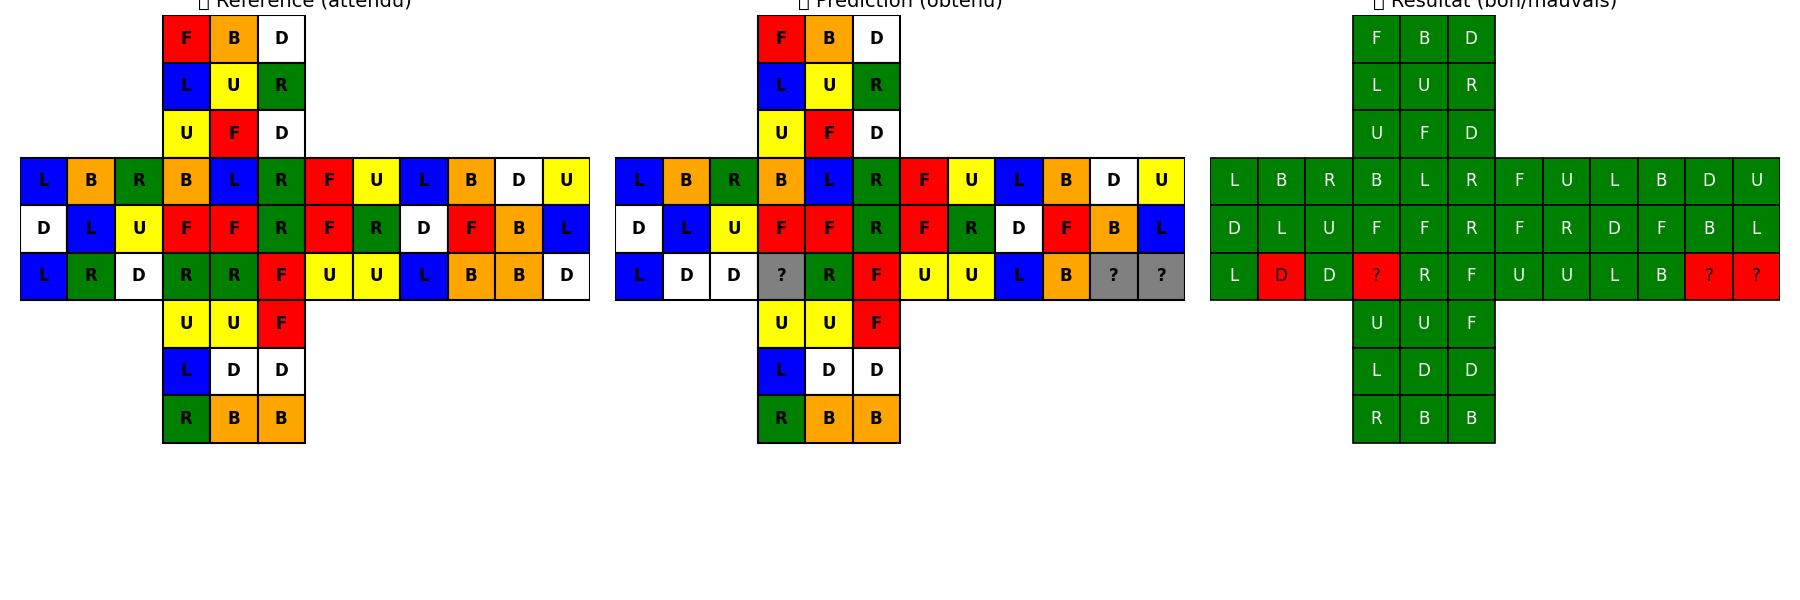 Référence (attendu)
F B D
L U R
U F D
L B R B L R F U L B D U
D L U F F R F R D F B L
L R D R R F U U L B B D
U U F
L D D
R B B
Prédiction (obtenu)
F B D
L U R
U F D
L B R B L R F U L B D U
D L U F F R F R D F B L
L D D ? R F U U L B ? ?
U U F
L D D
R B B
Résultat (bon/mauvais)
F B D
L U R
U F D
L B R B L R F U L B D U
D L U F F R F R D F B L
L D D ? R F U U L B ? ?
U U F
L D D
R B B